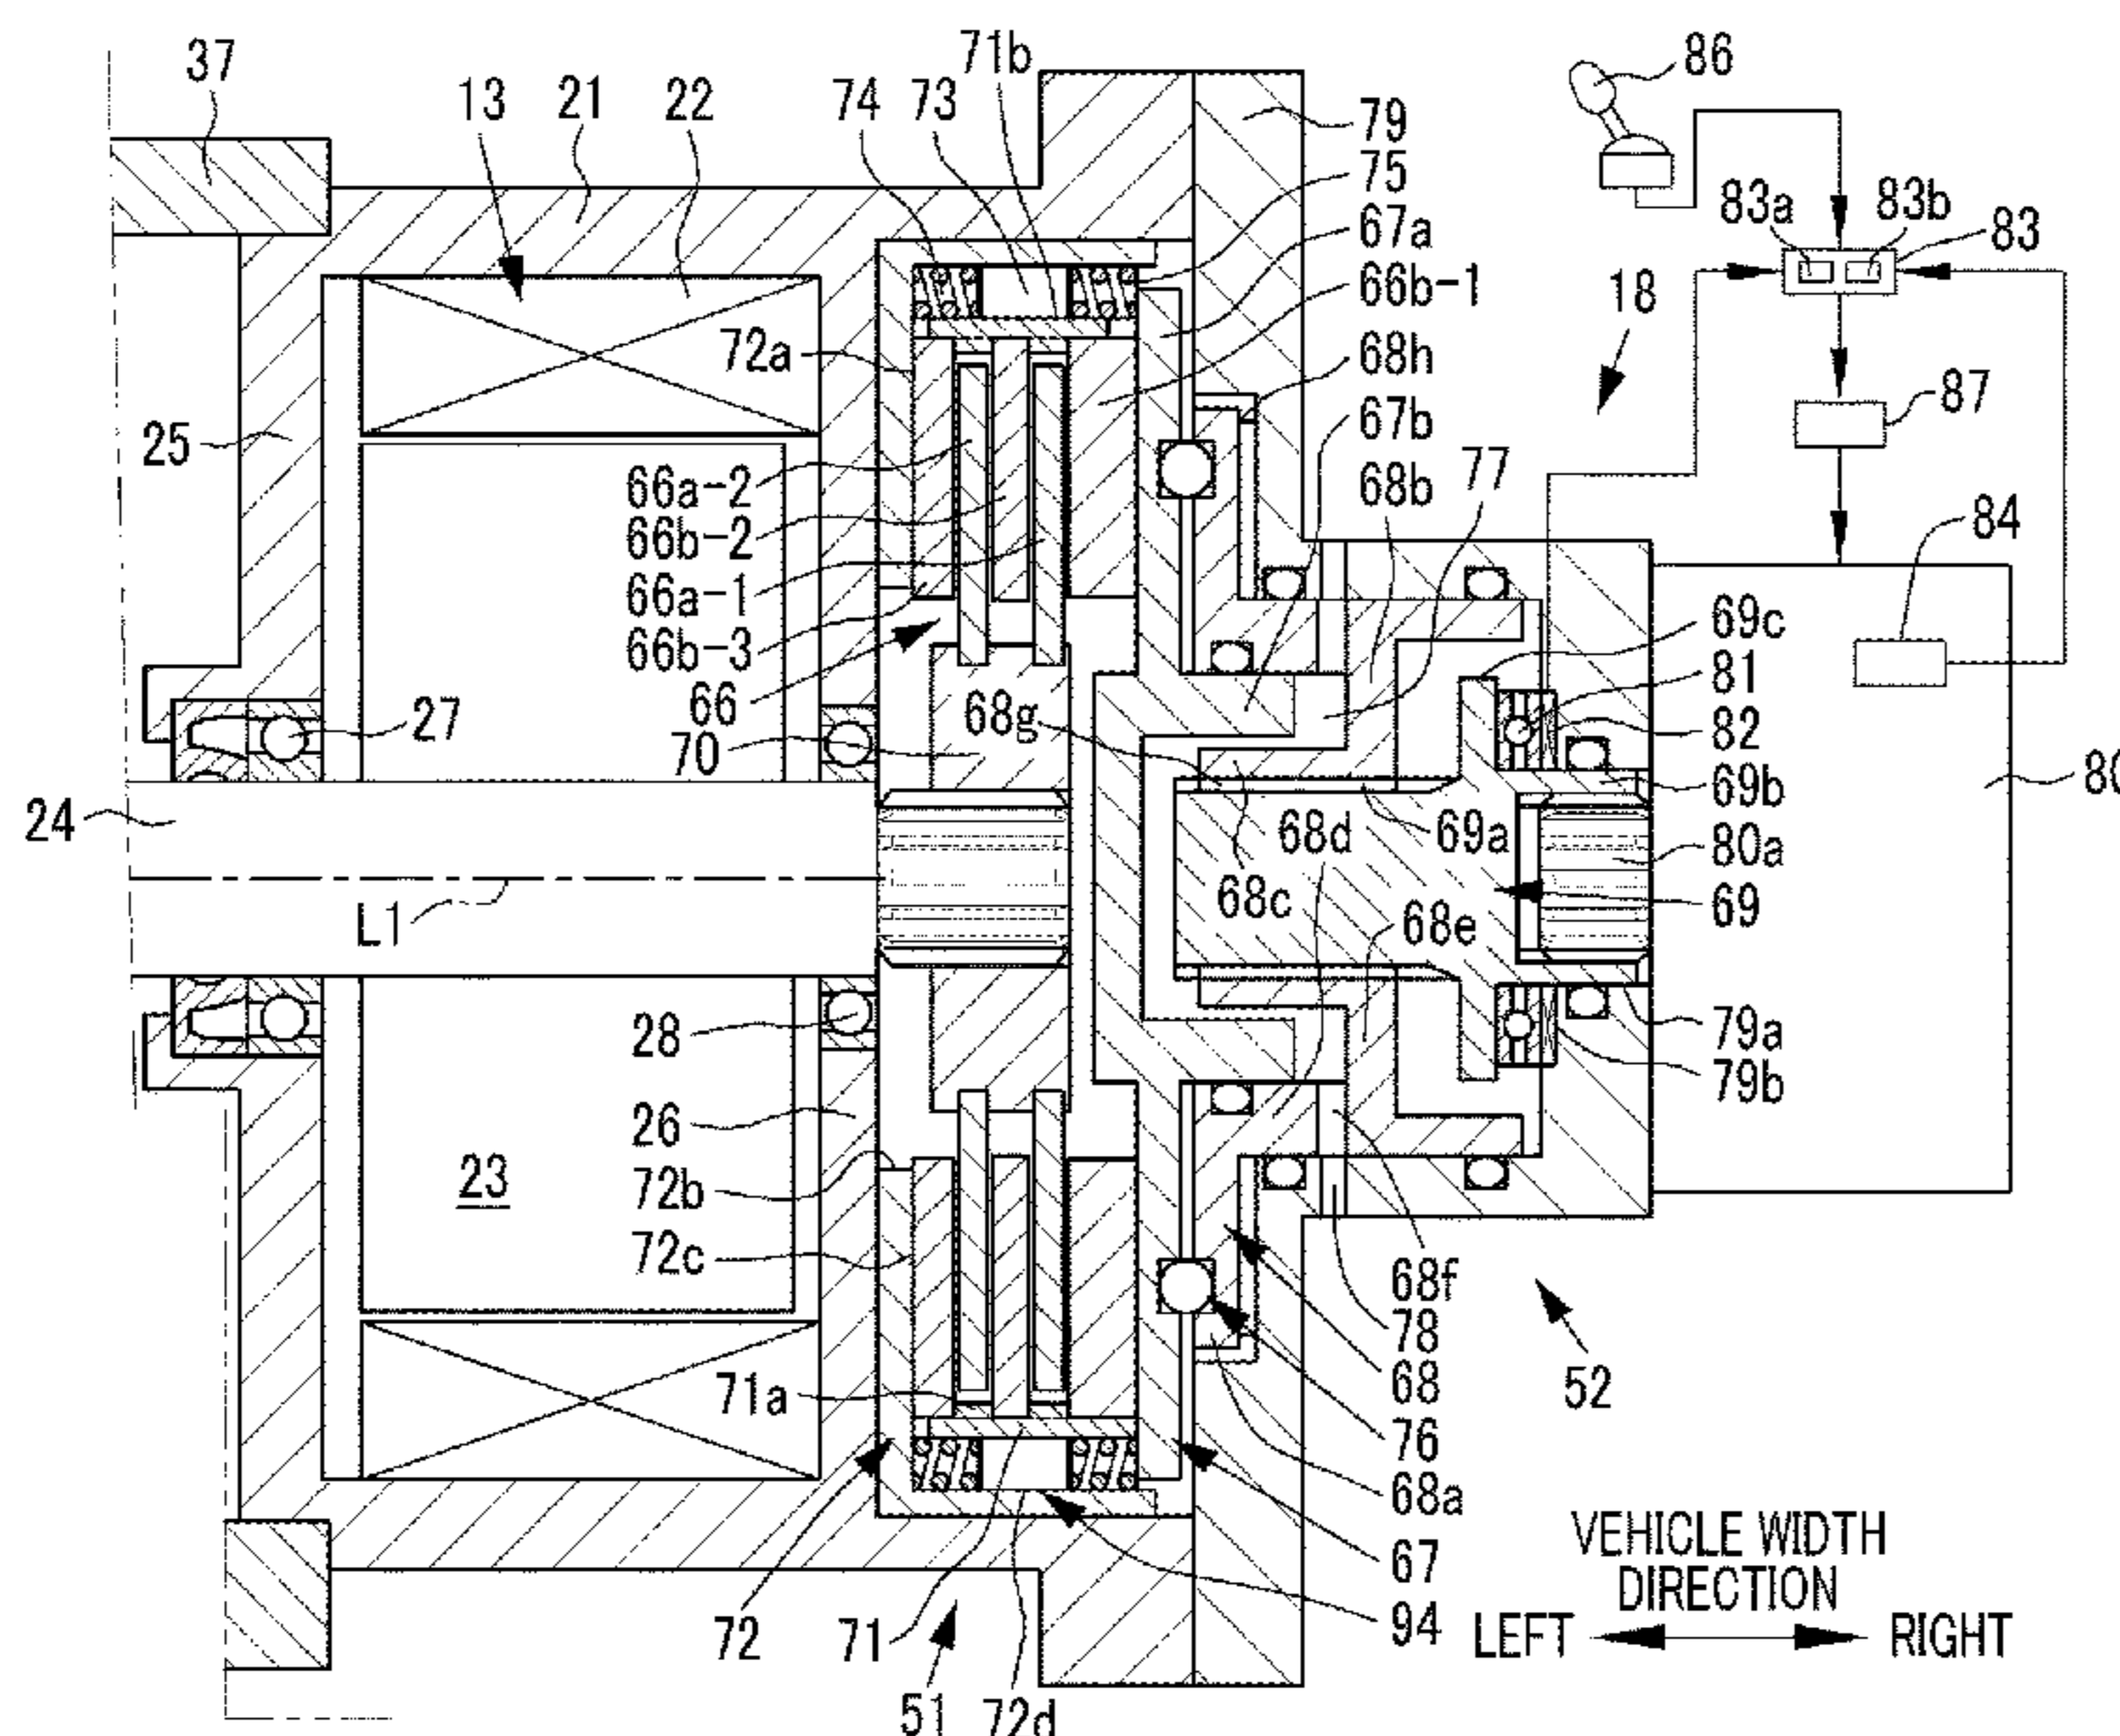 71b
86
37
13
21
22
74
73
79
75
83a
83b
83
67a
18
66b-1
72a
68h
87
67b
25
77
66a-2
68b
84
66b-2
66a-1
69c
66b-3
81
66
68g
27
82
70
69b
80
24
68d
69a
80a
68c
L1
68e
69
28
79a
79b
26
23
72b
72c
68f
78
68
52
71a
76
68a
VEHICLE WIDTH
67
DIRECTION
72
71
94
LEFT
RIGHT
51
72d